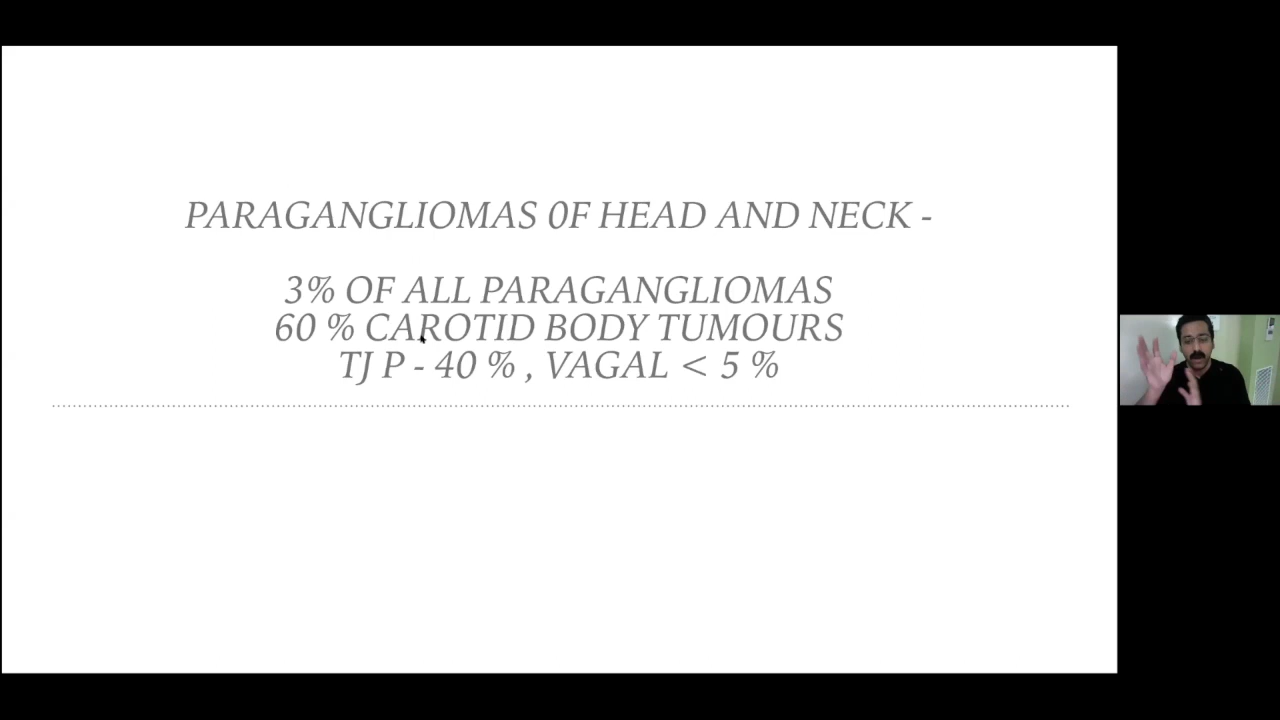 PARAGANGLIOMAS 0F HEAD AND NECK -
3% OF ALL PARAGANGLIOMAS
60 % CAROTID BODY TUMOURS
TJ P - 40 % , VAGAL < 5 %